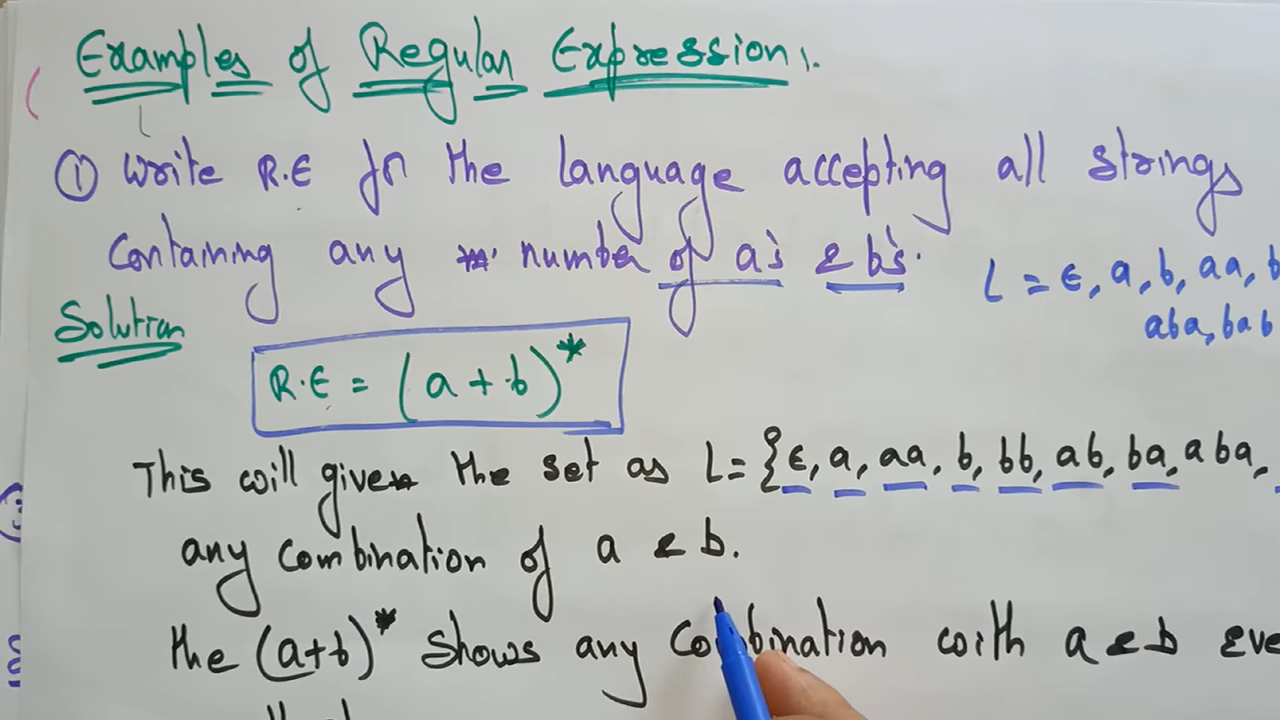 Examples of Regular Expression:
① Write R.E for the language accepting all strings
Containing any number of a's & b's.
L = ε, a, b, aa, b
aba, bab
Solution
R.E = (a+b)*
This will given the set as L={ε, a, aa, b, bb, ab, ba, aba,
any combination of a & b.
the (a+b)* shows any combination with a & b eve